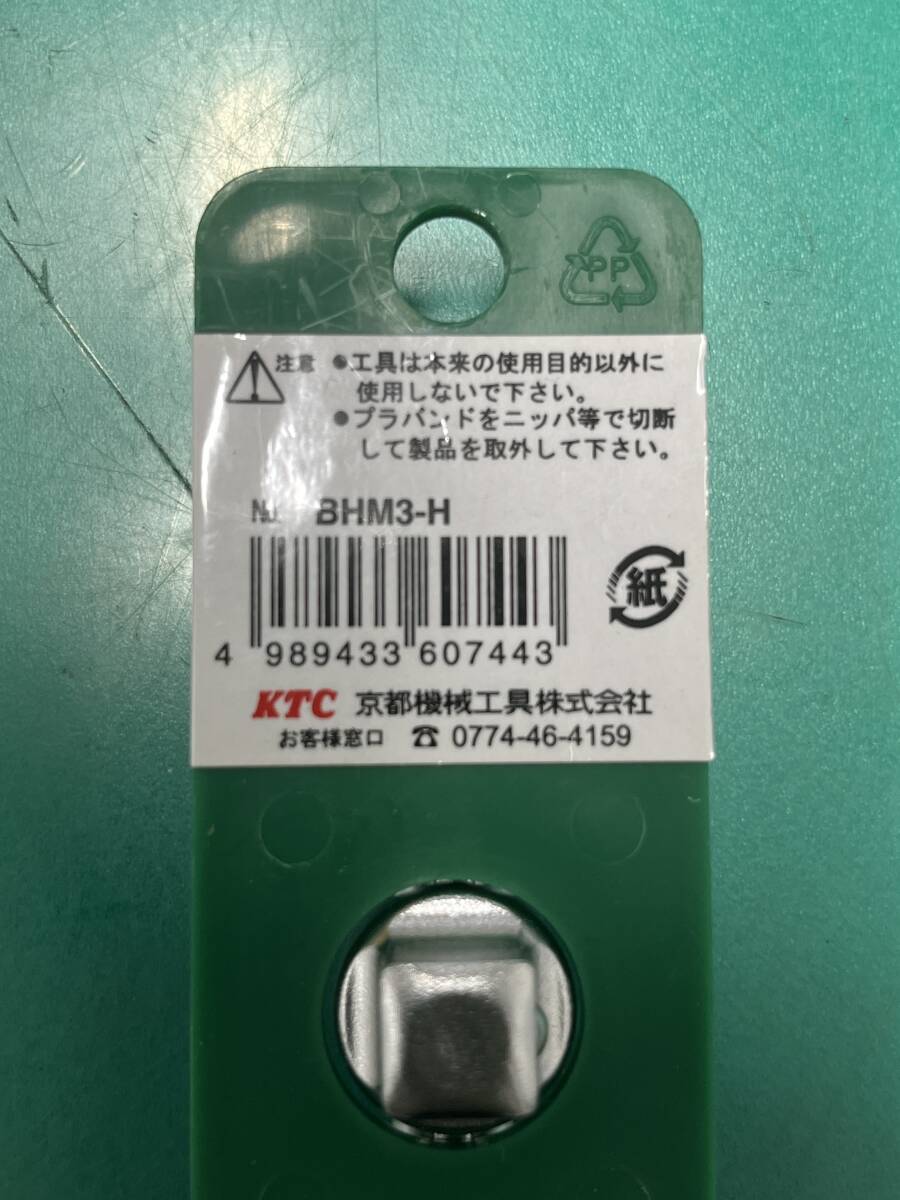 PP
注意 ●工具は本来の使用目的以外に
使用しないで下さい。
●プラバンドをニッパ等で切断
して製品を取外して下さい。
№ BHM3-H
紙
4 989433 607443
KTC 京都機械工具株式会社
お客様窓口 ☎ 0774-46-4159